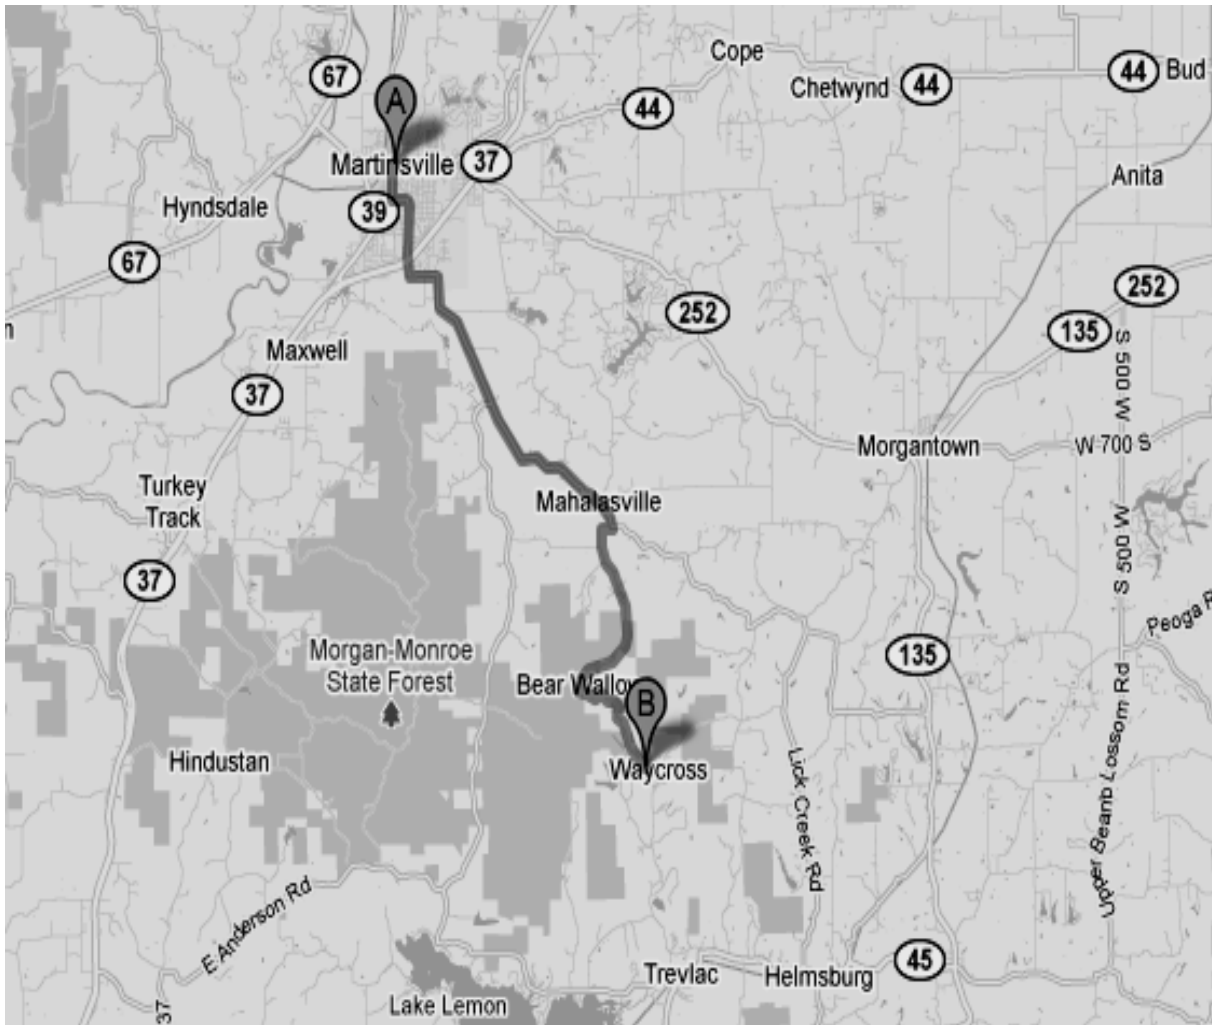 Cope
67
44
Bud
Chetwynd
44
A
44
Martinsville
37
Anita
Hyndsdale
39
67
252
252
135
Maxwell
S 500 W
37
Morgantown
W 700 S
Turkey
Track
Mahalasville
S 500 W
37
Peoga R
Morgan-Monroe
State Forest
135
Bear Wallow
B
Hindustan
Waycross
Lick Creek Rd
Upper Beanb Lossom Rd
E Anderson Rd
45
Trevlac
Helmsburg
Lake Lemon
37
n